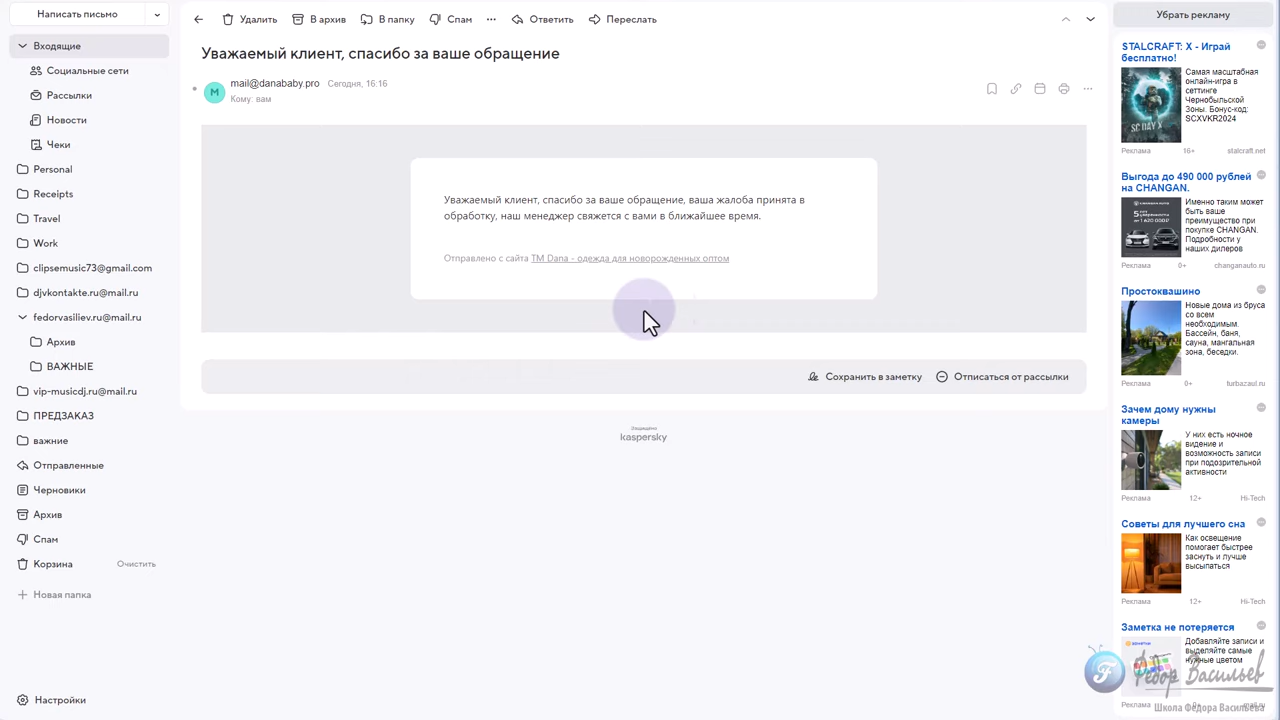 Написать письмо
Входящие
Социальные сети
Рассылки
Новости
Чеки
Personal
Receipts
Travel
Work
clipsemusic73@gmail.com
djvkontakte.ru@mail.ru
fedorvasiliev.ru@mail.ru
Архив
ВАЖНЫЕ
vip-musicdj.ru@mail.ru
ПРЕДЗАКАЗ
важние
Отправленные
Черновики
Архив
Спам
Корзина Очистить
Новая папка
Настройки
Удалить В архив В папку Спам Ответить Переслать
Уважаемый клиент, спасибо за ваше обращение
M
mail@danababy.pro Сегодня, 16:16
Кому: вам
Уважаемый клиент, спасибо за ваше обращение, ваша жалоба принята в
обработку, наш менеджер свяжется с вами в ближайшее время.
Отправлено с сайта TM Dana - одежда для новорожденных оптом
Сохранить в заметку Отписаться от рассылки
Защищено
kaspersky
Убрать рекламу
STALCRAFT: X - Играй
бесплатно!
Самая масштабная
онлайн-игра в
сеттинге
Чернобыльской
Зоны. Бонус-код:
SCXVKR2024
SC DAY X
Реклама 16+ stalcraft.net
Выгода до 490 000 рублей
на CHANGAN.
Именно таким может
быть ваше
преимущество при
покупке CHANGAN.
Подробности у
наших дилеров
Реклама 0+ changanauto.ru
Простоквашино
Новые дома из бруса
со всем
необходимым.
Бассейн, баня,
сауна, мангальная
зона, беседки.
Реклама 0+ turbazaul.ru
Зачем дому нужны
камеры
У них есть ночное
видение и
возможность записи
при подозрительной
активности
Реклама 12+ Hi-Tech
Советы для лучшего сна
Как освещение
помогает быстрее
заснуть и лучше
высыпаться
Реклама 12+ Hi-Tech
Заметка не потеряется
Добавляйте записи и
выделяйте самые
нужные цветом
Фёдор Васильев
Школа Фёдора Васильева